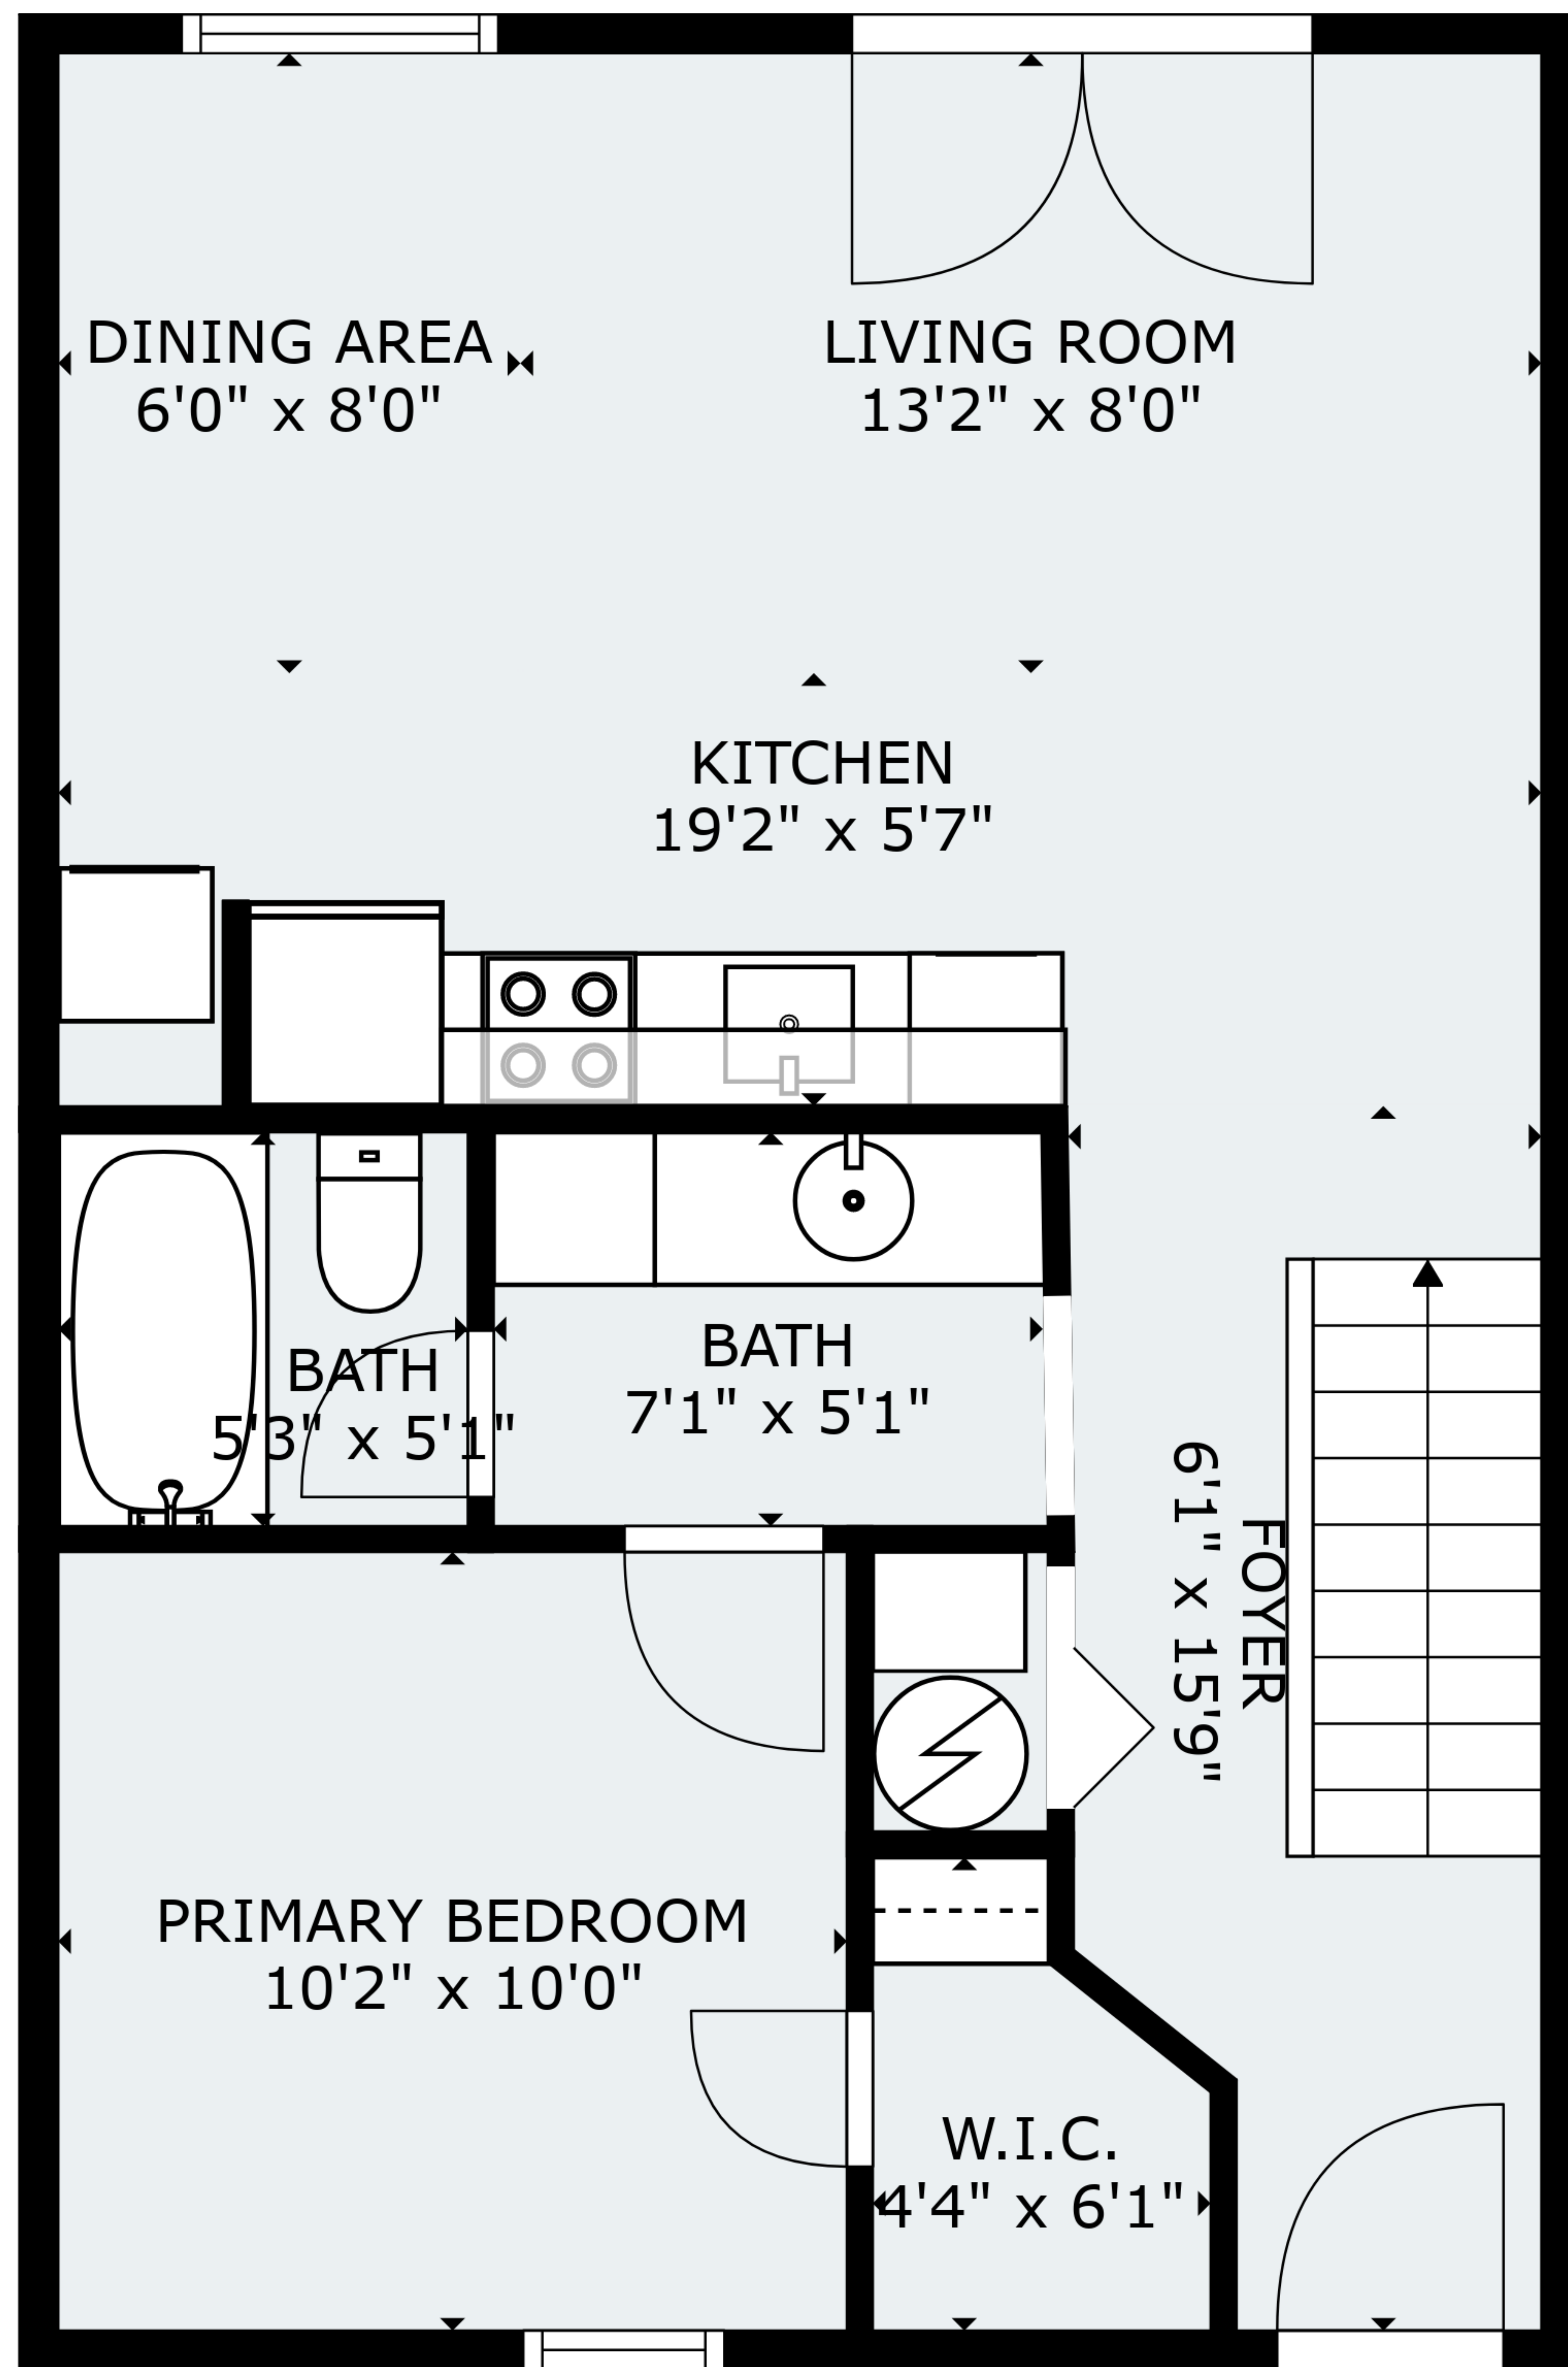 DINING AREA
6'0" x 8'0"
LIVING ROOM
13'2" x 8'0"
KITCHEN
19'2" x 5'7"
BATH
5'3" x 5'1"
BATH
7'1" x 5'1"
FOYER
6'1" x 15'9"
PRIMARY BEDROOM
10'2" x 10'0"
W.I.C.
4'4" x 6'1"